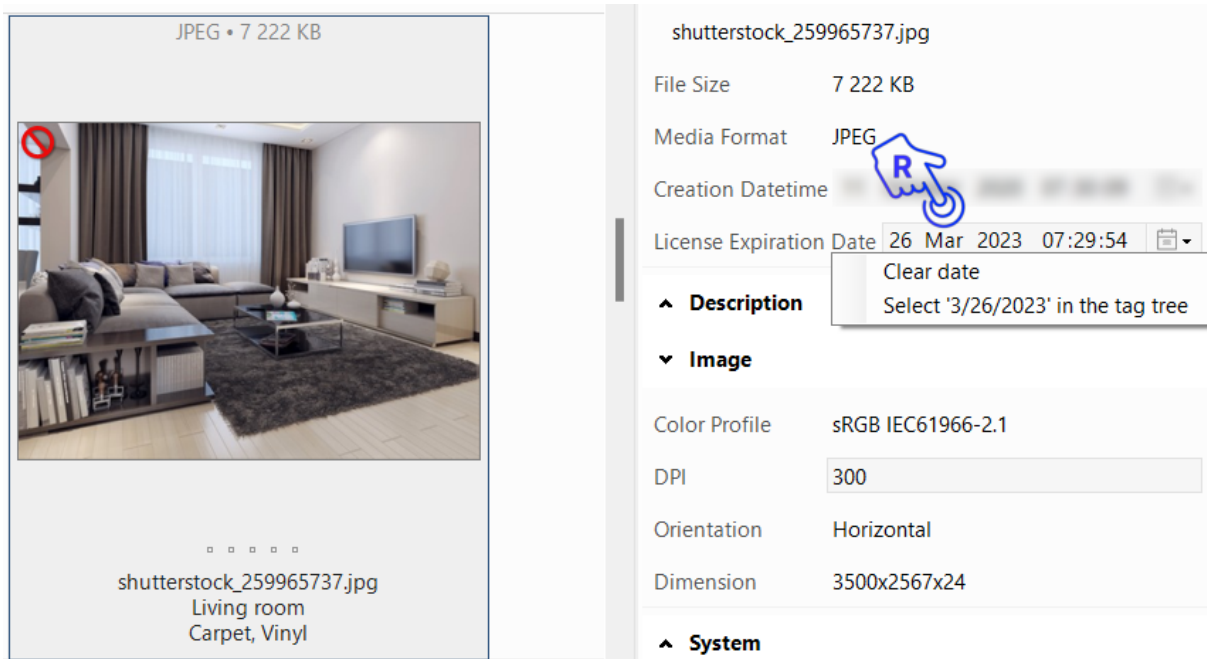 JPEG • 7 222 KB
shutterstock_259965737.jpg
Living room
Carpet, Vinyl
shutterstock_259965737.jpg
File Size 7 222 KB
Media Format JPEG
R
Creation Datetime
License Expiration Date 26 Mar 2023 07:29:54
Clear date
Select '3/26/2023' in the tag tree
Description
Image
Color Profile sRGB IEC61966-2.1
DPI 300
Orientation Horizontal
Dimension 3500x2567x24
System